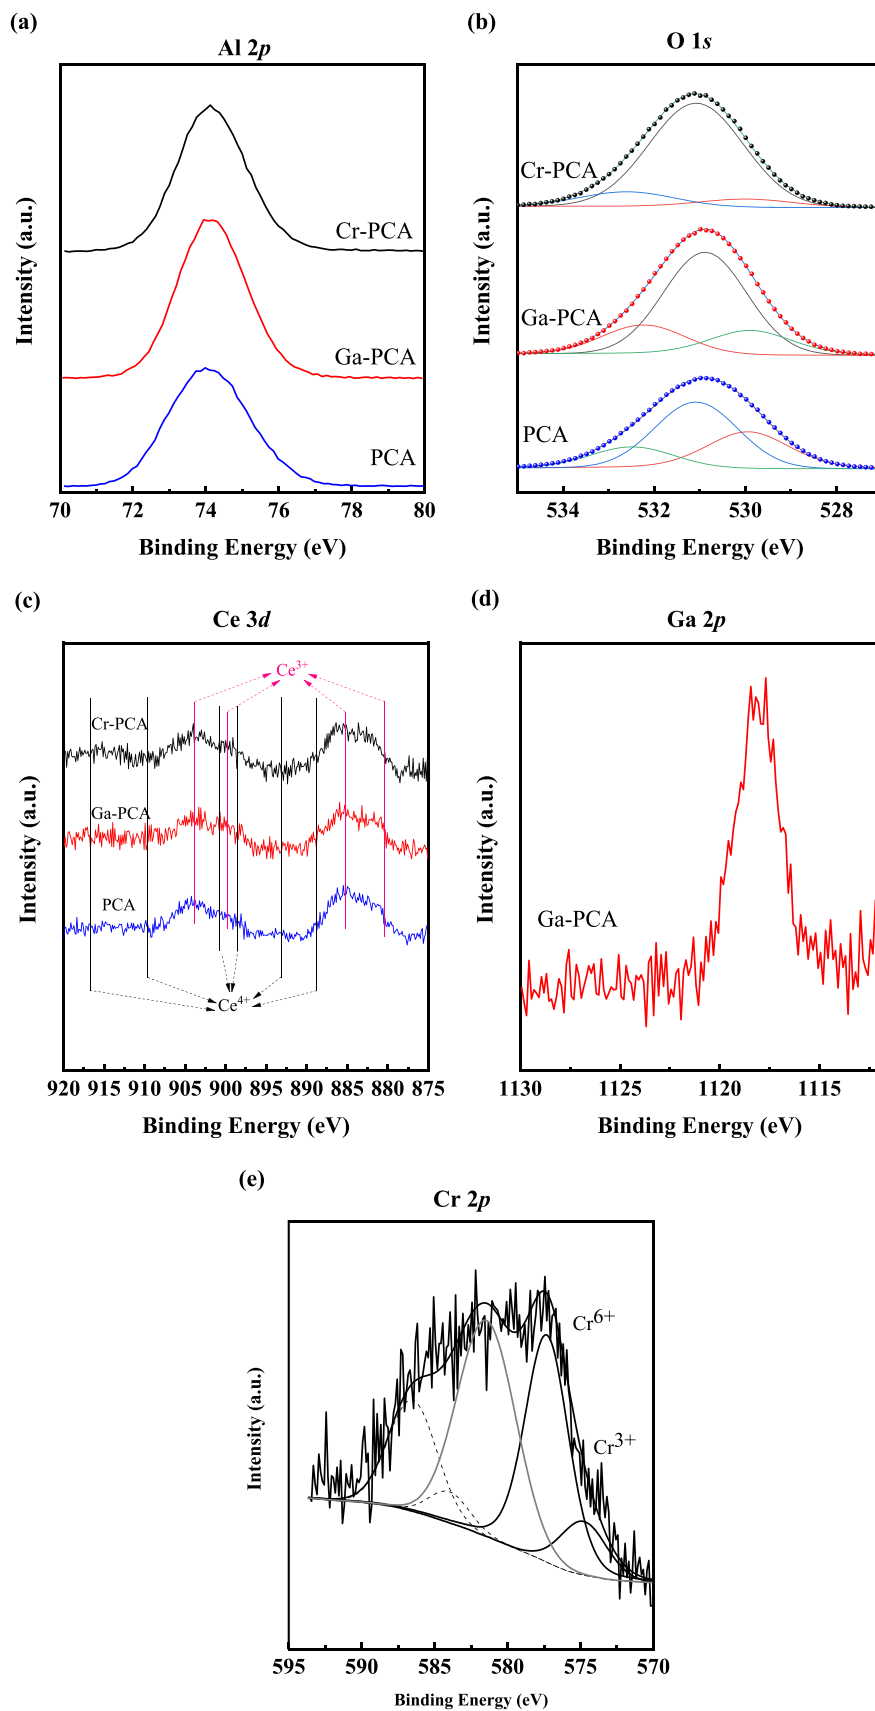 (a)
Al 2p
Cr-PCA
Ga-PCA
PCA
Intensity (a.u.)
70 72 74 76 78 80
Binding Energy (eV)
(b)
O 1s
Cr-PCA
Ga-PCA
PCA
Intensity (a.u.)
534 532 530 528
Binding Energy (eV)
(c)
Ce 3d
Ce³⁺
Cr-PCA
Ga-PCA
PCA
Ce⁴⁺
Intensity (a.u.)
920 915 910 905 900 895 890 885 880 875
Binding Energy (eV)
(d)
Ga 2p
Ga-PCA
Intensity (a.u.)
1130 1125 1120 1115
Binding Energy (eV)
(e)
Cr 2p
Cr⁶⁺
Cr³⁺
Intensity (a.u.)
595 590 585 580 575 570
Binding Energy (eV)